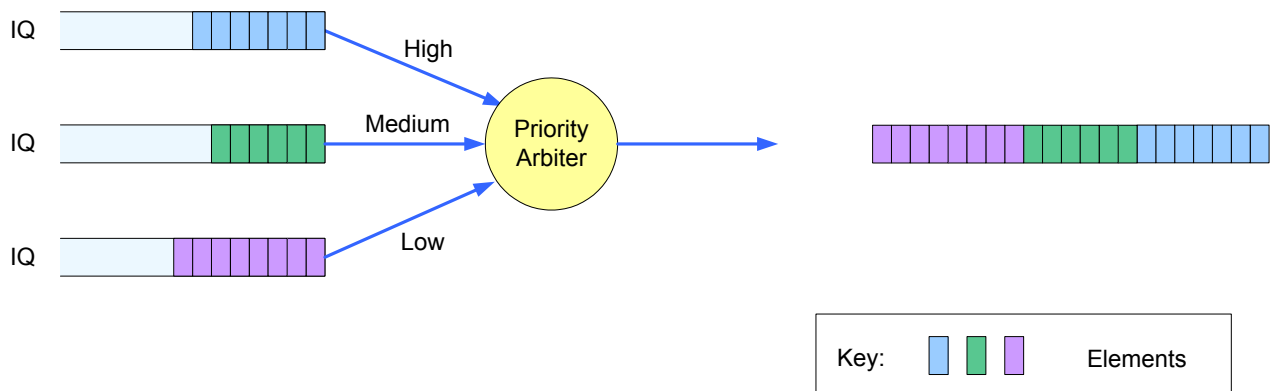 IQ
High
IQ
Medium
Priority
Arbiter
IQ
Low
Key:
Elements